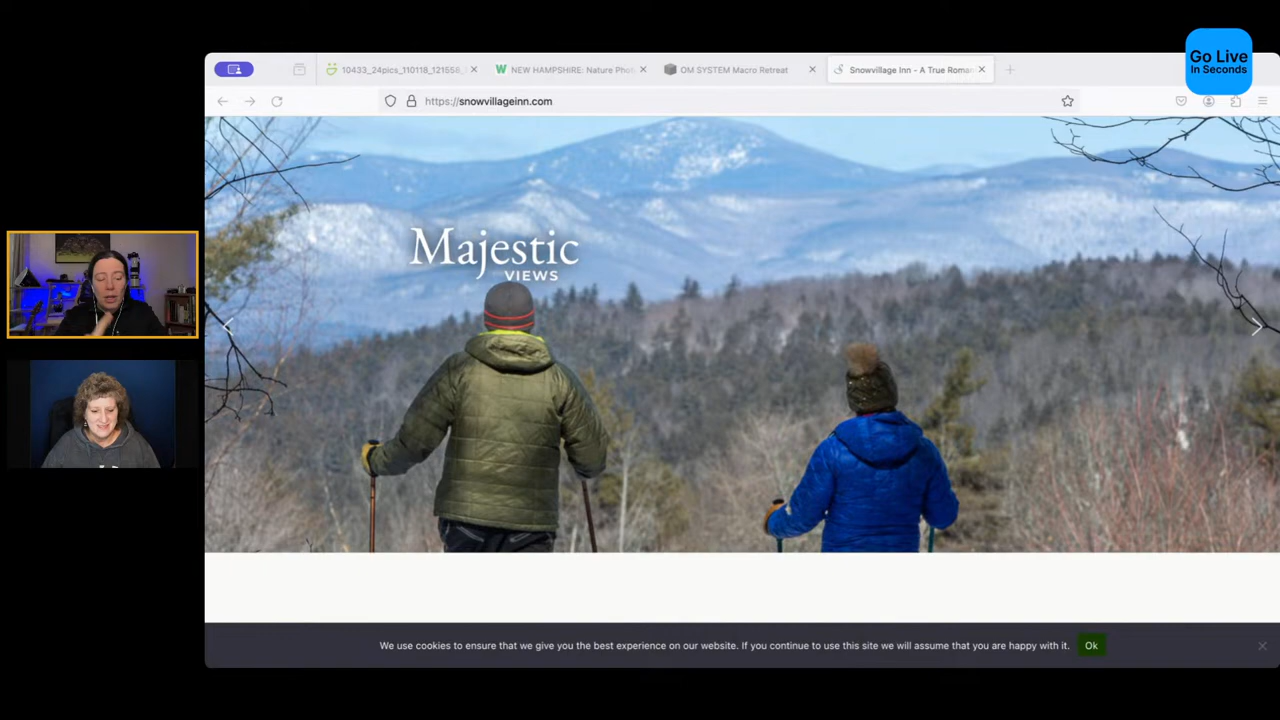 Go Live
In Seconds
10433_24pics_110118_121558_
NEW HAMPSHIRE: Nature Phot
OM SYSTEM Macro Retreat
Snowvillage Inn - A True Roman
https://snowvillageinn.com
Majestic
VIEWS
We use cookies to ensure that we give you the best experience on our website. If you continue to use this site we will assume that you are happy with it.
Ok